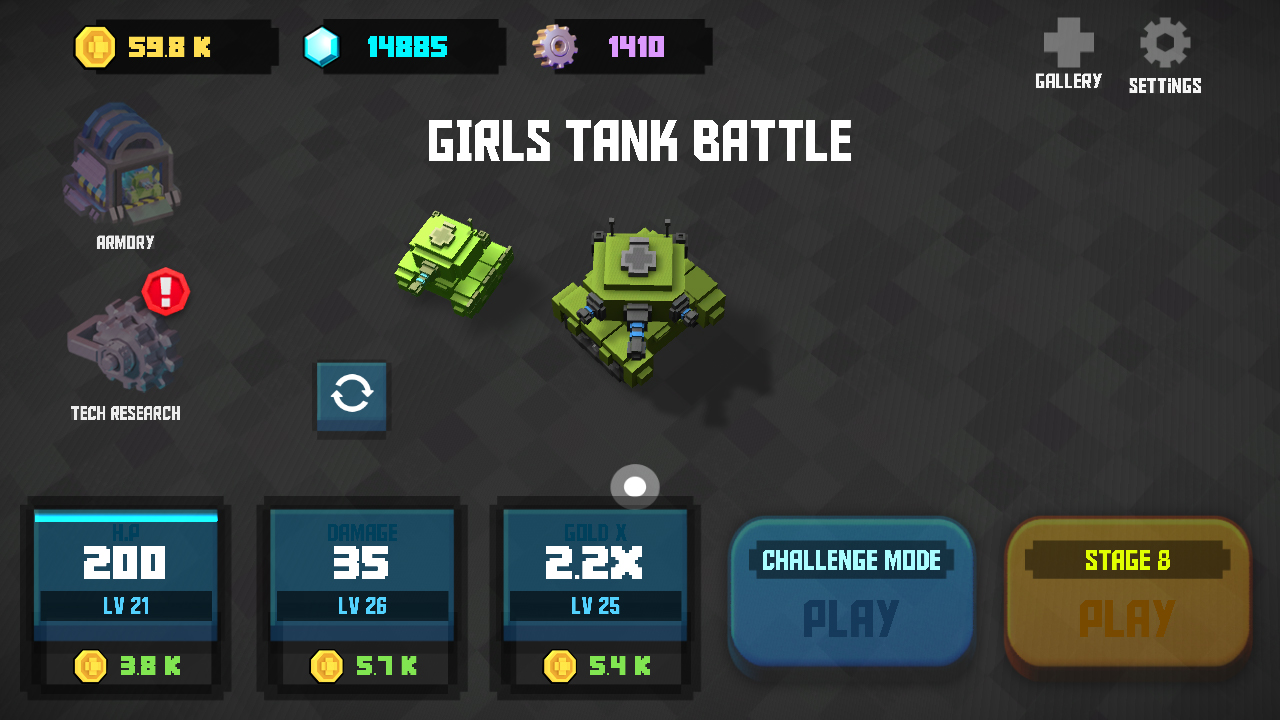 59.8 K
14885
1410
GALLERY
SETTINGS
GIRLS TANK BATTLE
ARMORY
!
TECH RESEARCH
H.P
200
LV 21
3.8 K
DAMAGE
35
LV 26
5.7 K
GOLD X
2.2X
LV 25
5.4 K
CHALLENGE MODE
PLAY
STAGE 8
PLAY